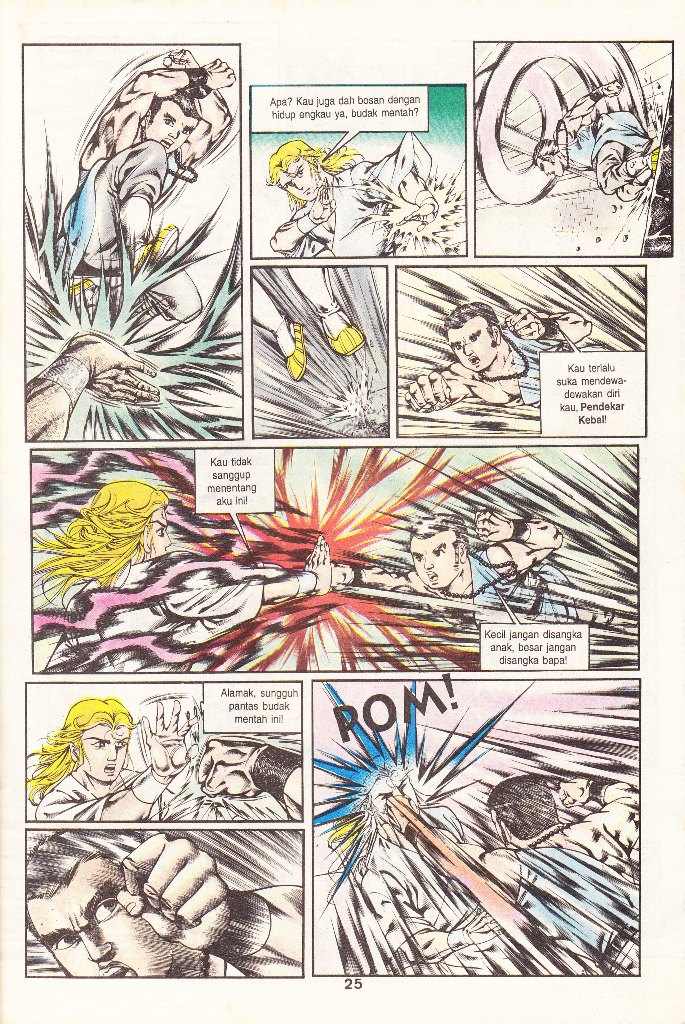 Apa? Kau juga dah bosan dengan
hidup engkau ya, budak mentah?
Kau terlalu
suka mendewa-
dewakan diri
kau, Pendekar
Kebal!
Kau tidak
sanggup
menentang
aku ini!
Kecil jangan disangka
anak, besar jangan
disangka bapa!
Alamak, sungguh
pantas budak
mentah ini!
POM!
25